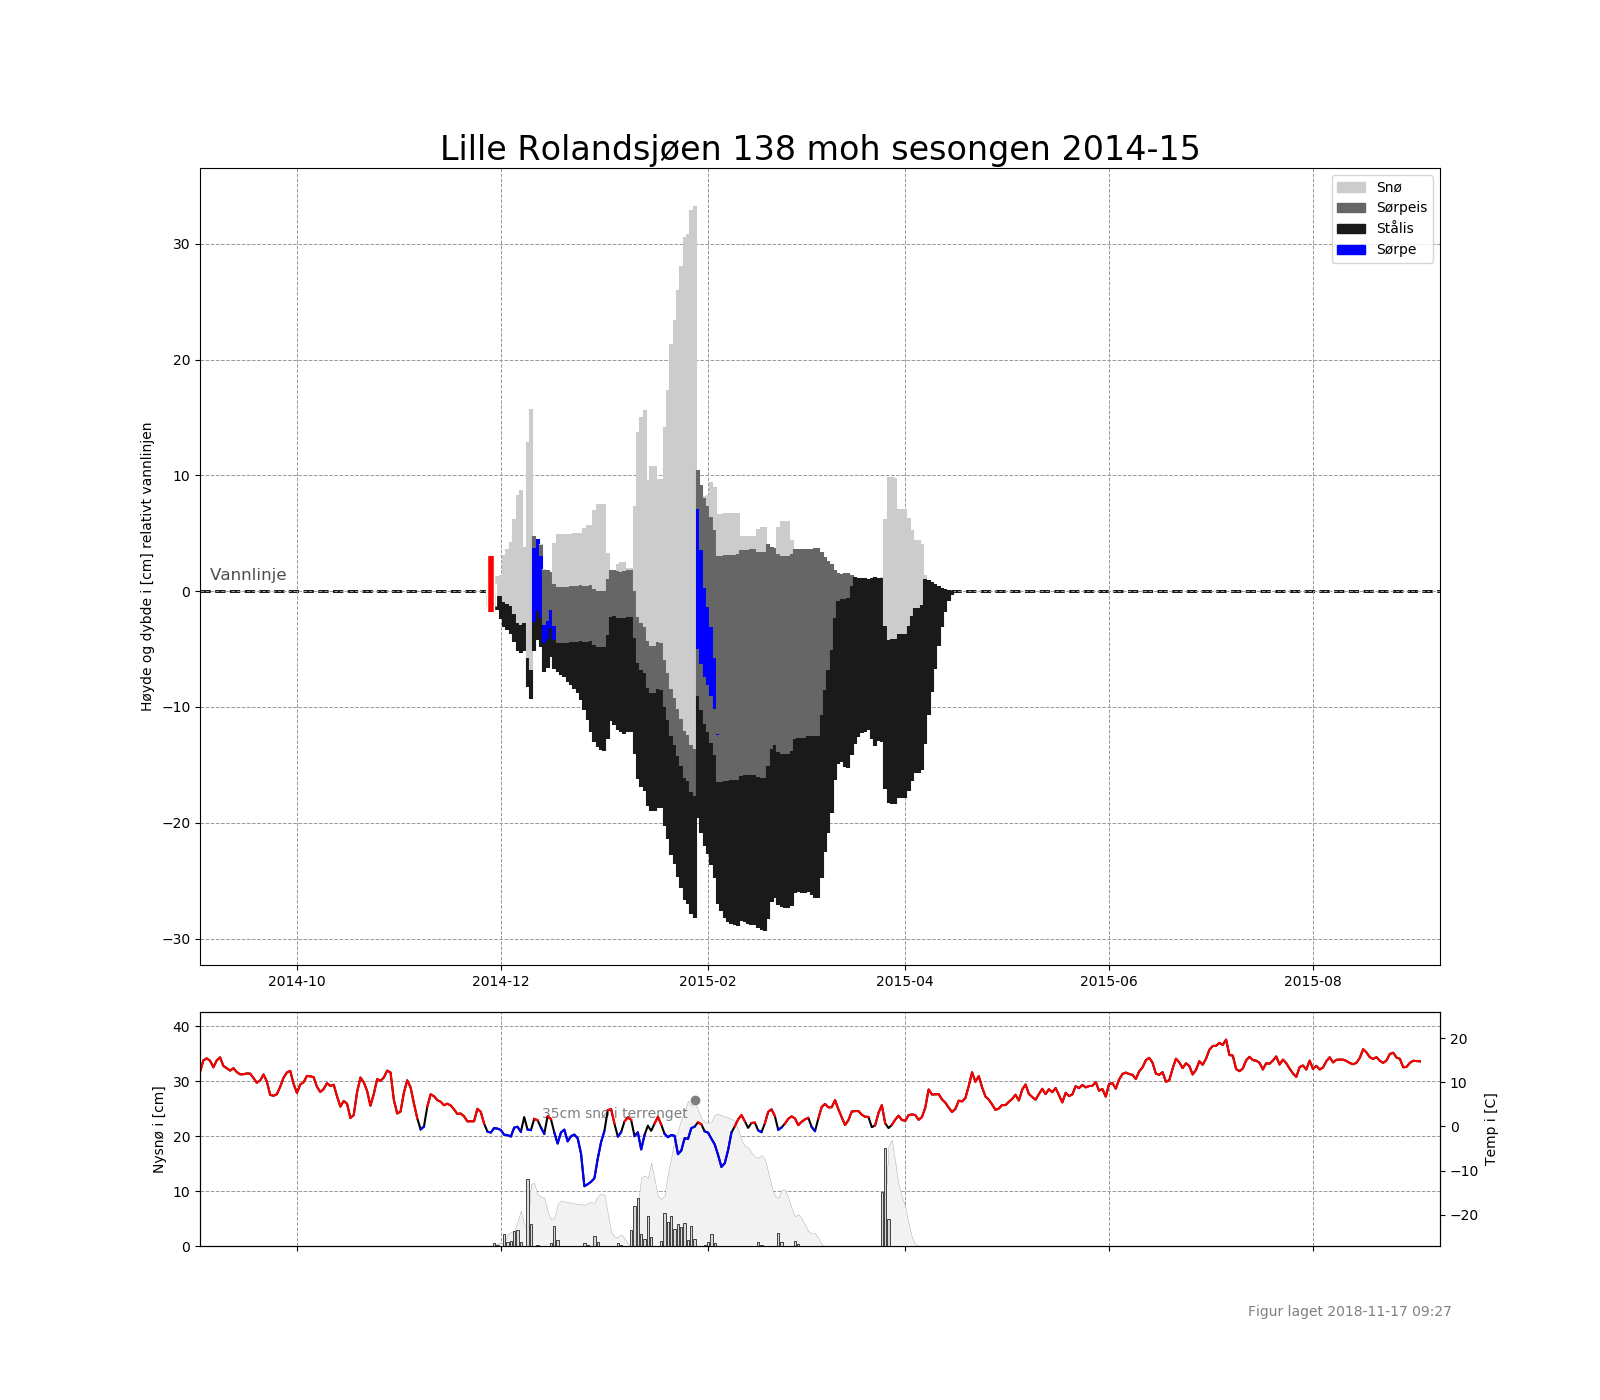 Lille Rolandsjøen 138 moh sesongen 2014-15
Snø
Sørpeis
Stålis
Sørpe
30
20
10
0
−10
−20
−30
Høyde og dybde i [cm] relativt vannlinjen
Vannlinje
2014-10
2014-12
2015-02
2015-04
2015-06
2015-08
40
30
20
10
0
Nysnø i [cm]
35cm snø i terrenget
20
10
0
−10
−20
Temp i [C]
Figur laget 2018-11-17 09:27